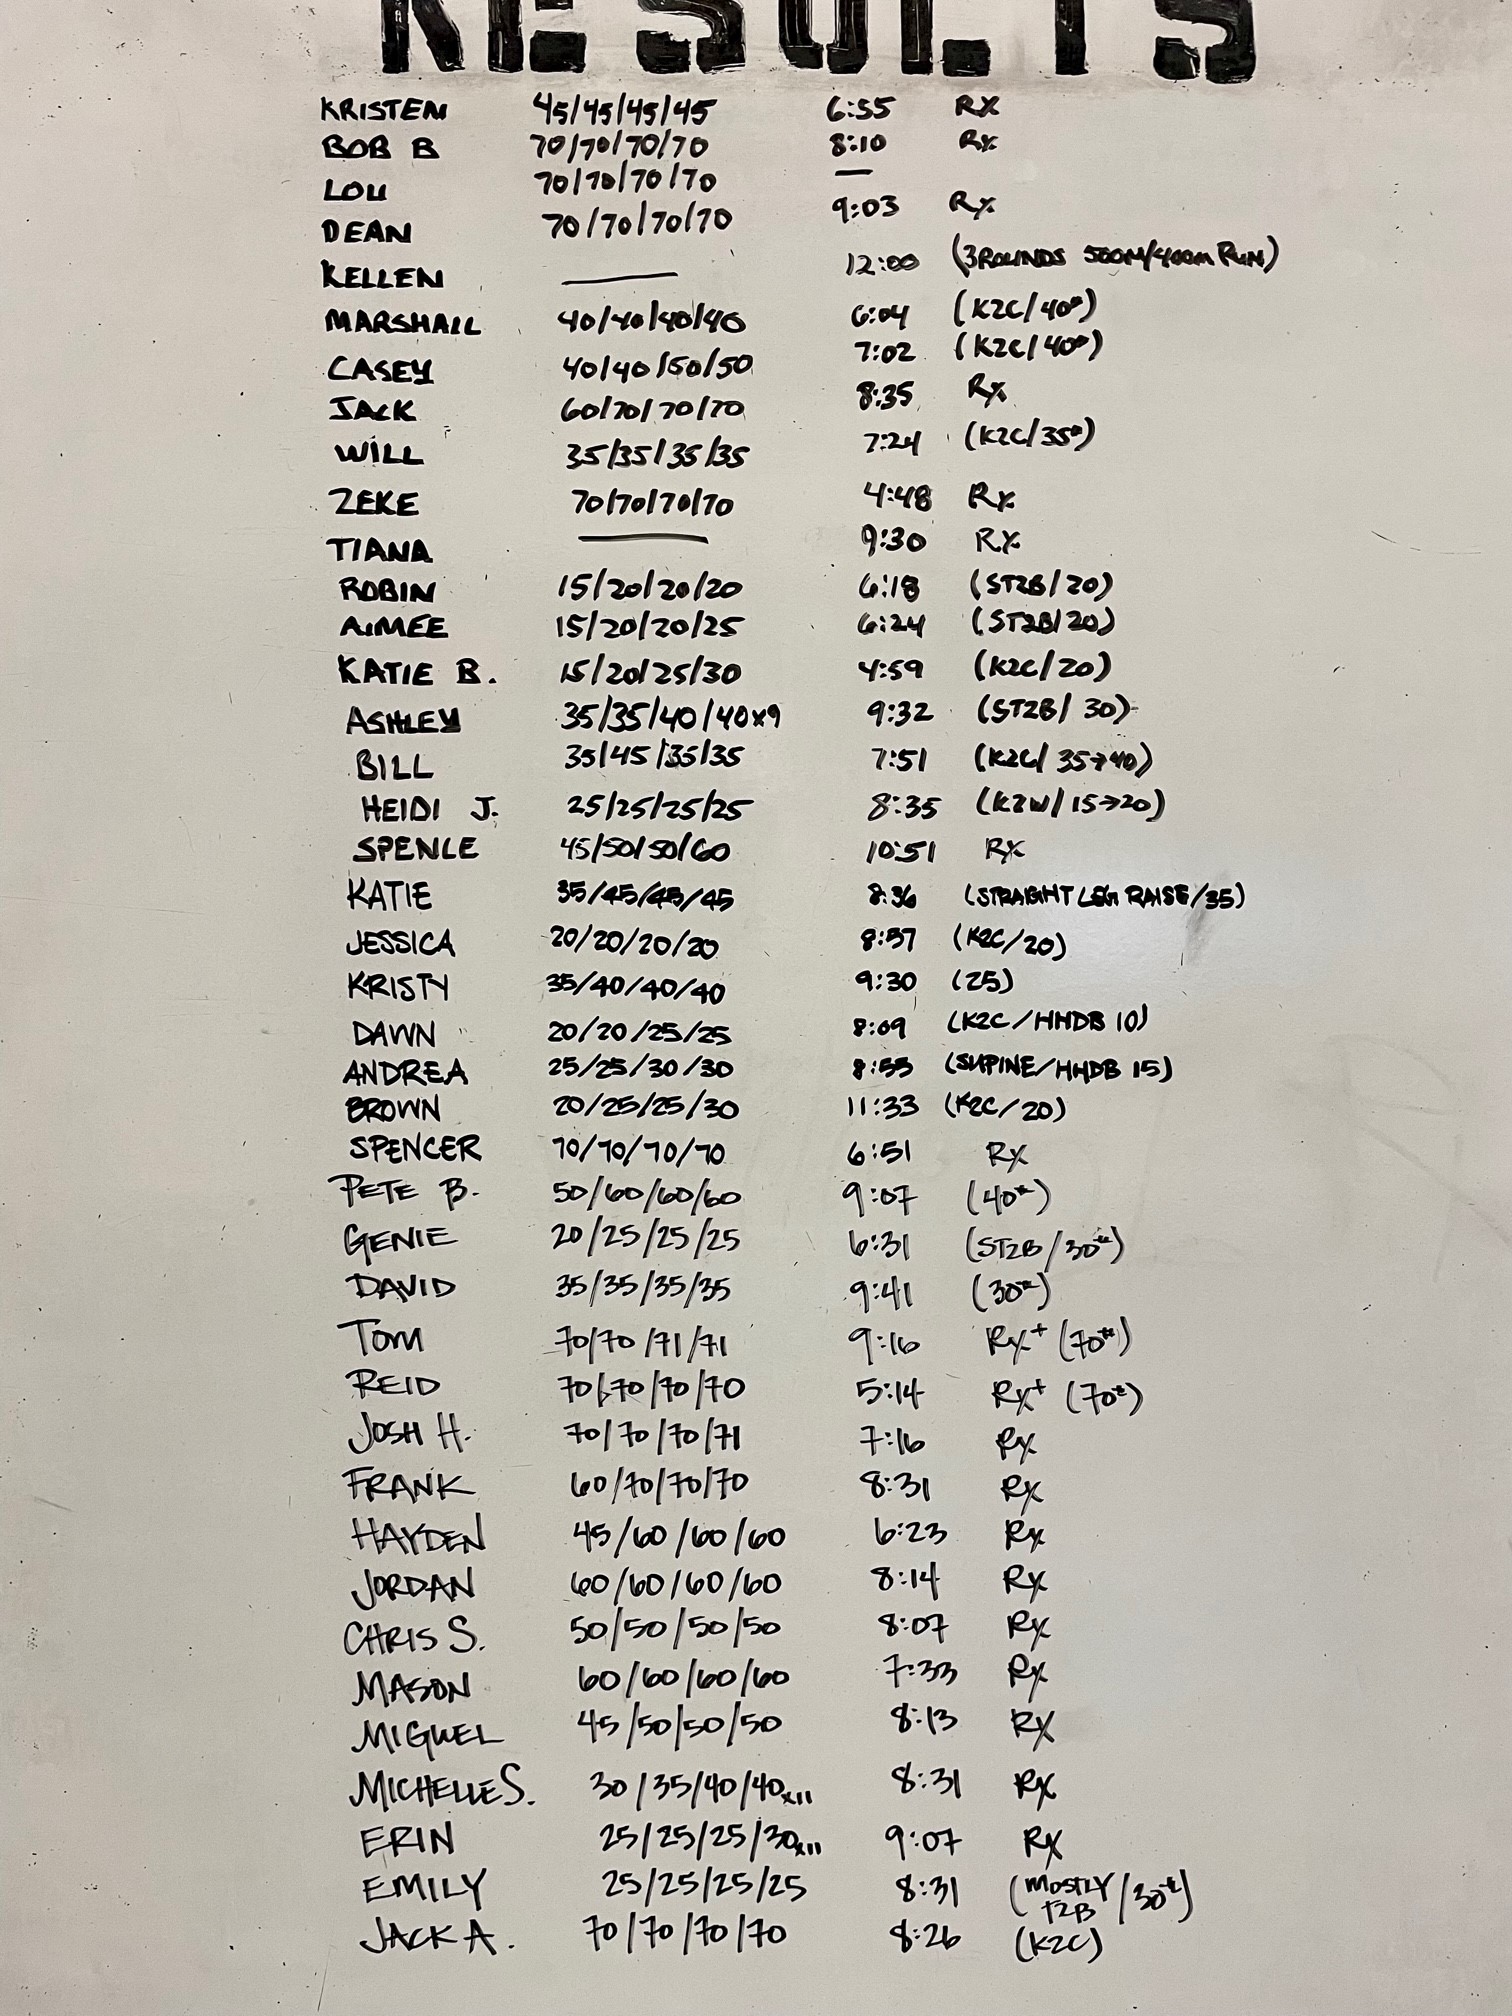 RESULTS
KRISTEN 45/45/45/45 6:55 RX
BOB B 70/70/70/70 8:10 RX
LOU 70/70/70/70 —
DEAN 70/70/70/70 9:03 RX
KELLEN — 12:00 (3 ROUNDS 500M/400M RUN)
MARSHALL 40/40/40/40 6:04 (K2C/40#)
CASEY 40/40/50/50 7:02 (K2C/40#)
JACK 60/70/70/70 8:35 RX
WILL 35/35/35/35 7:24 (K2C/35#)
ZEKE 70/70/70/70 4:48 RX
TIANA — 9:30 RX
ROBIN 15/20/20/20 6:18 (ST2B/20)
AIMEE 15/20/20/25 6:24 (ST2B/20)
KATIE B. 15/20/25/30 4:59 (K2C/20)
ASHLEY 35/35/40/40x9 9:32 (ST2B/30)
BILL 35/45/35/35 7:51 (K2C/35→40)
HEIDI J. 25/25/25/25 8:35 (K2W/15→20)
SPENLE 45/50/50/60 10:51 RX
KATIE 35/45/45/45 8:36 (STRAIGHT LEG RAISE/35)
JESSICA 20/20/20/20 8:57 (K2C/20)
KRISTY 35/40/40/40 9:30 (25)
DAWN 20/20/25/25 8:09 (K2C/HHDB 10)
ANDREA 25/25/30/30 8:55 (SUPINE/HHDB 15)
BROWN 20/25/25/30 11:33 (K2C/20)
SPENCER 70/70/70/70 6:51 Rx
PETE B. 50/60/60/60 9:07 (40#)
GENIE 20/25/25/25 6:31 (ST2B/30#)
DAVID 35/35/35/35 9:41 (30#)
TOM 70/70/71/71 9:16 Rx+ (70#)
REID 70/70/70/70 5:14 Rx+ (70#)
JOSH H. 70/70/70/71 7:16 Rx
FRANK 60/70/70/70 8:31 Rx
HAYDEN 45/60/60/60 6:23 Rx
JORDAN 60/60/60/60 8:14 Rx
CHRIS S. 50/50/50/50 8:07 Rx
MASON 60/60/60/60 7:33 Rx
MIGUEL 45/50/50/50 8:13 RX
MICHELLE S. 30/35/40/40x11 8:31 Rx
ERIN 25/25/25/30x11 9:07 RX
EMILY 25/25/25/25 8:31 (MOSTLY T2B/30#)
JACK A. 70/70/70/70 8:26 (K2C)